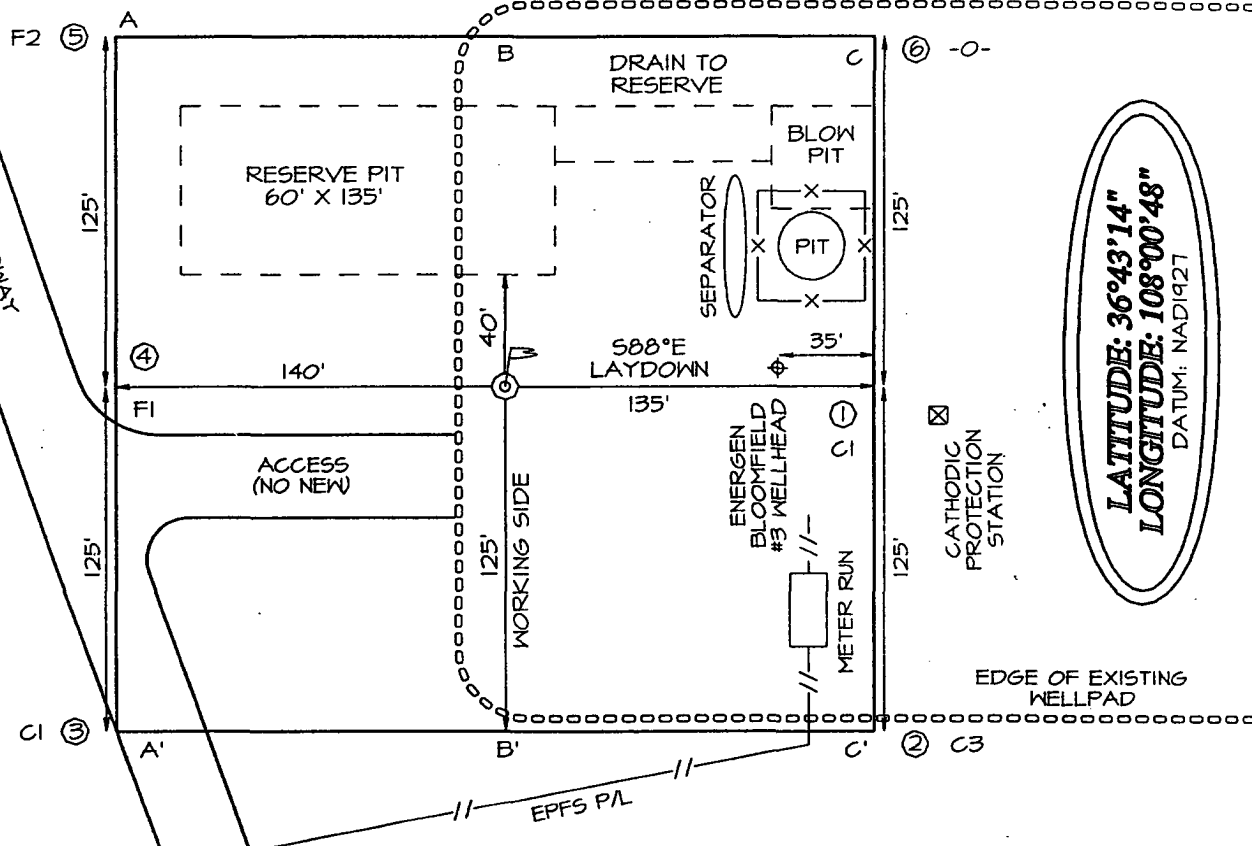 A
F2 ⑤
B
C
⑥ -0-
DRAIN TO
RESERVE
BLOW
PIT
RESERVE PIT
60' X 135'
SEPARATOR
PIT
125'
125'
LATITUDE: 36°43'14"
LONGITUDE: 108°00'48"
DATUM: NAD1927
40'
S88°E
LAYDOWN
35'
④
140'
135'
F1
①
C1
ACCESS
(NO NEW)
ENERGEN
BLOOMFIELD
#3 WELLHEAD
CATHODIC
PROTECTION
STATION
125'
125'
WORKING SIDE
125'
METER RUN
EDGE OF EXISTING
WELLPAD
C1 ③
A'
B'
C'
② C3
EPFS P/L